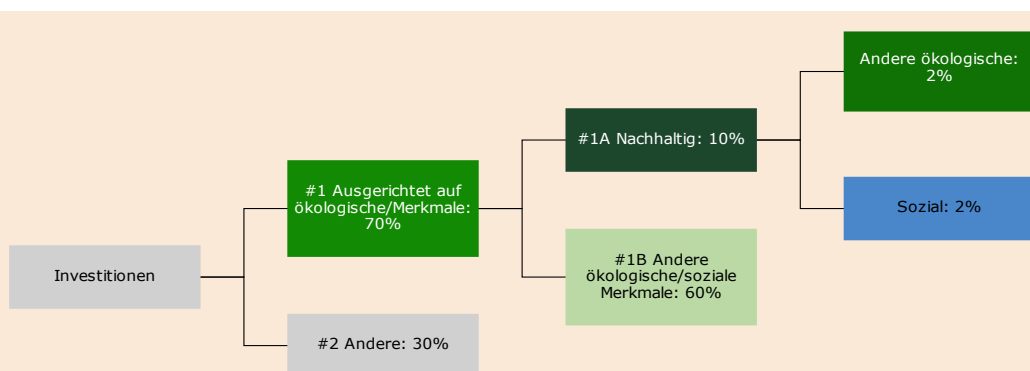 Investitionen
#1 Ausgerichtet auf
ökologische/Merkmale:
70%
#2 Andere: 30%
#1A Nachhaltig: 10%
#1B Andere
ökologische/soziale
Merkmale: 60%
Andere ökologische:
2%
Sozial: 2%